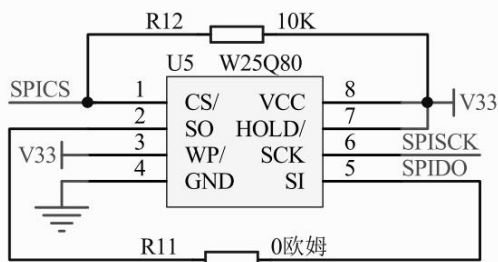 R12 10K
U5 W25Q80
SPICS 1 CS/ VCC 8 V33
2 SO HOLD/ 7
V33 3 WP/ SCK 6 SPISCK
4 GND SI 5 SPIDO
R11 0欧姆